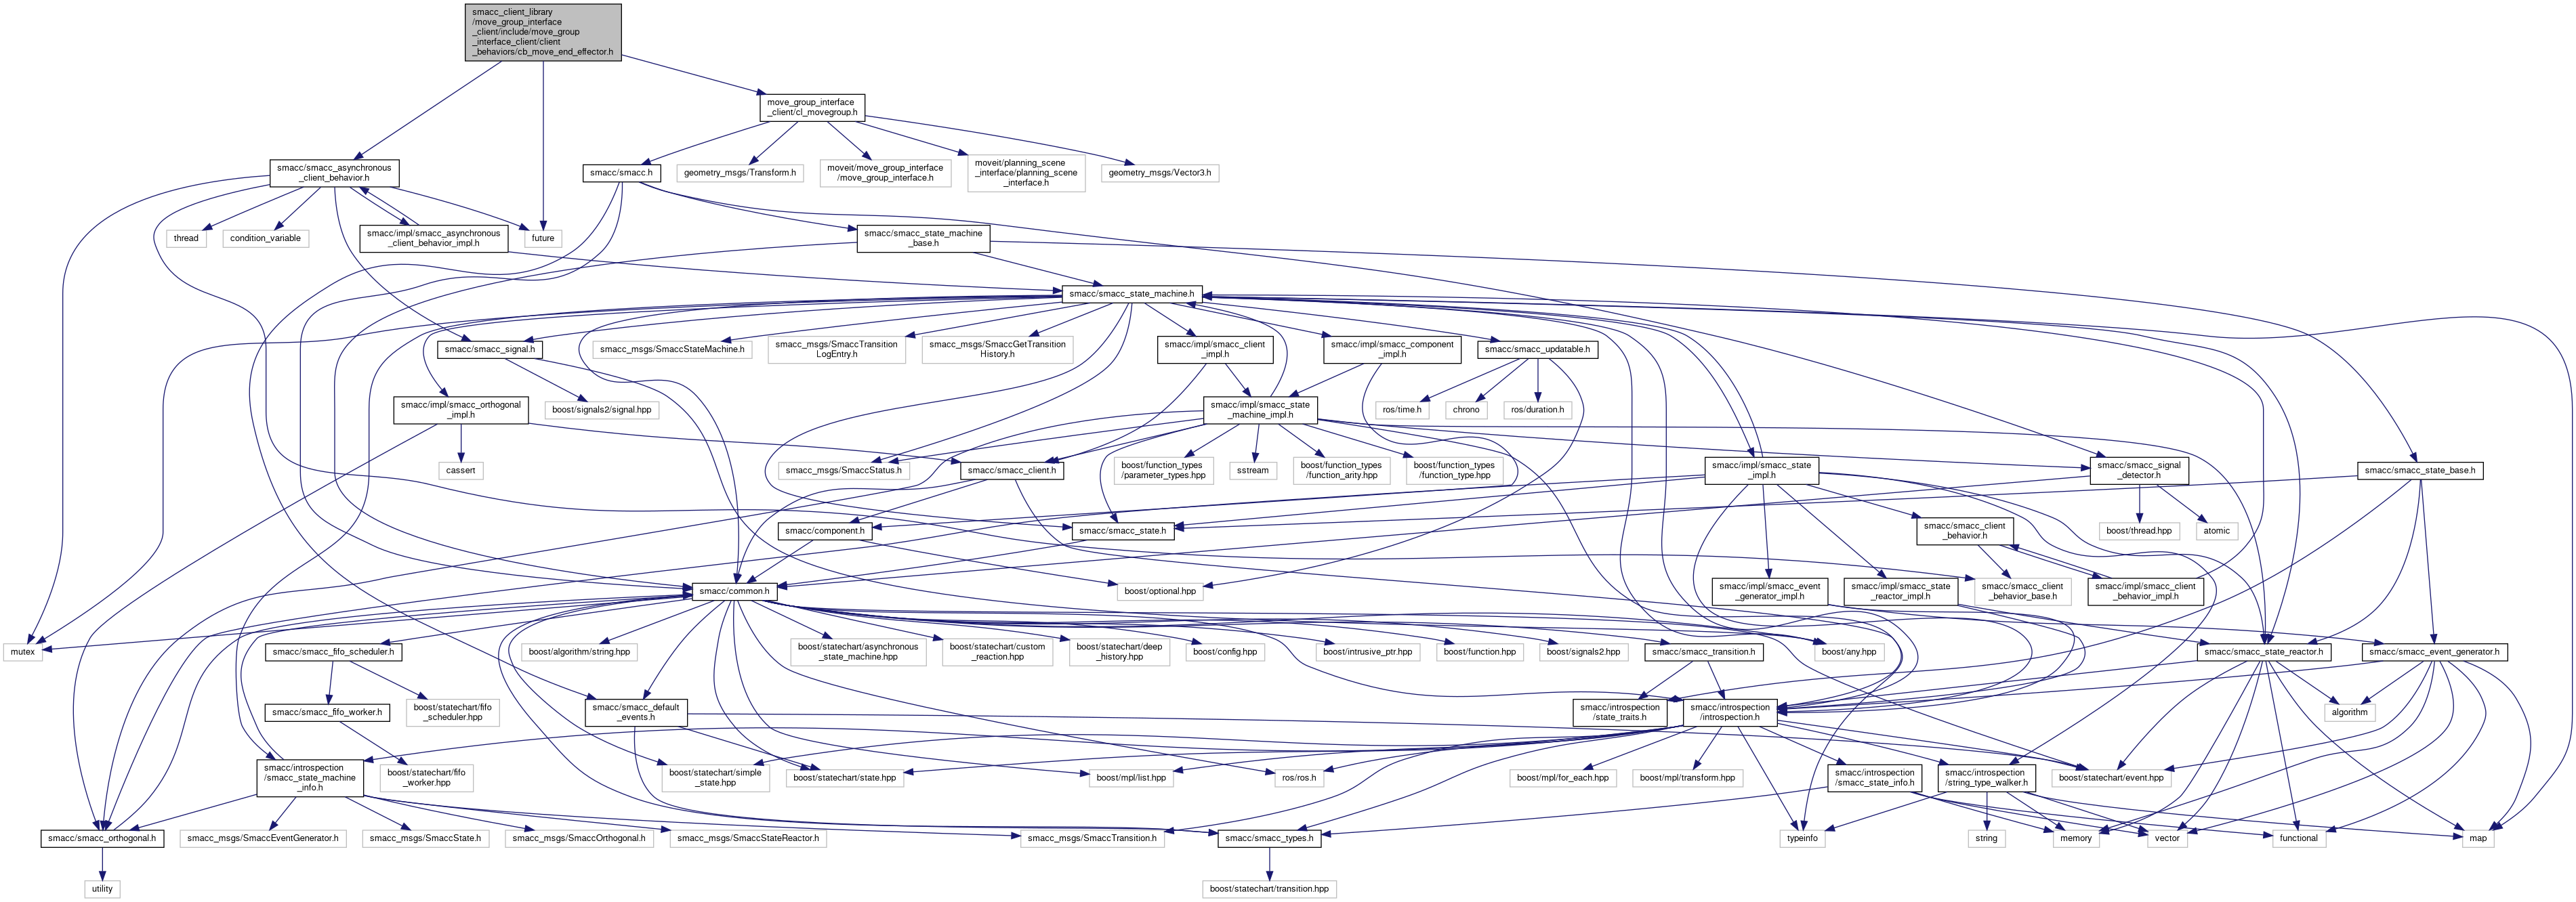 smacc_client_library
/move_group_interface
_client/include/move_group
_interface_client/client
_behaviors/cb_move_end_effector.h
move_group_interface
_client/cl_movegroup.h
smacc/smacc_asynchronous
_client_behavior.h
smacc/smacc.h
geometry_msgs/Transform.h
moveit/move_group_interface
/move_group_interface.h
moveit/planning_scene
_interface/planning_scene
_interface.h
geometry_msgs/Vector3.h
thread
condition_variable
smacc/impl/smacc_asynchronous
_client_behavior_impl.h
future
smacc/smacc_state_machine
_base.h
smacc/smacc_state_machine.h
smacc/smacc_signal.h
smacc_msgs/SmaccStateMachine.h
smacc_msgs/SmaccTransition
LogEntry.h
smacc_msgs/SmaccGetTransition
History.h
smacc/impl/smacc_client
_impl.h
smacc/impl/smacc_component
_impl.h
smacc/smacc_updatable.h
smacc/impl/smacc_orthogonal
_impl.h
boost/signals2/signal.hpp
smacc/impl/smacc_state
_machine_impl.h
ros/time.h
chrono
ros/duration.h
cassert
smacc_msgs/SmaccStatus.h
smacc/smacc_client.h
boost/function_types
/parameter_types.hpp
sstream
boost/function_types
/function_arity.hpp
boost/function_types
/function_type.hpp
smacc/impl/smacc_state
_impl.h
smacc/smacc_signal
_detector.h
smacc/smacc_state_base.h
smacc/component.h
smacc/smacc_state.h
smacc/smacc_client
_behavior.h
boost/thread.hpp
atomic
smacc/common.h
boost/optional.hpp
smacc/impl/smacc_event
_generator_impl.h
smacc/impl/smacc_state
_reactor_impl.h
smacc/smacc_client
_behavior_base.h
smacc/impl/smacc_client
_behavior_impl.h
mutex
smacc/smacc_fifo_scheduler.h
boost/algorithm/string.hpp
boost/statechart/asynchronous
_state_machine.hpp
boost/statechart/custom
_reaction.hpp
boost/statechart/deep
_history.hpp
boost/config.hpp
boost/intrusive_ptr.hpp
boost/function.hpp
boost/signals2.hpp
smacc/smacc_transition.h
boost/any.hpp
smacc/smacc_state_reactor.h
smacc/smacc_event_generator.h
smacc/smacc_fifo_worker.h
boost/statechart/fifo
_scheduler.hpp
smacc/smacc_default
_events.h
smacc/introspection
/state_traits.h
smacc/introspection
/introspection.h
algorithm
smacc/introspection
/smacc_state_machine
_info.h
boost/statechart/fifo
_worker.hpp
boost/statechart/simple
_state.hpp
boost/statechart/state.hpp
boost/mpl/list.hpp
ros/ros.h
boost/mpl/for_each.hpp
boost/mpl/transform.hpp
smacc/introspection
/smacc_state_info.h
smacc/introspection
/string_type_walker.h
boost/statechart/event.hpp
smacc/smacc_orthogonal.h
smacc_msgs/SmaccEventGenerator.h
smacc_msgs/SmaccState.h
smacc_msgs/SmaccOrthogonal.h
smacc_msgs/SmaccStateReactor.h
smacc_msgs/SmaccTransition.h
smacc/smacc_types.h
typeinfo
string
memory
vector
functional
map
utility
boost/statechart/transition.hpp